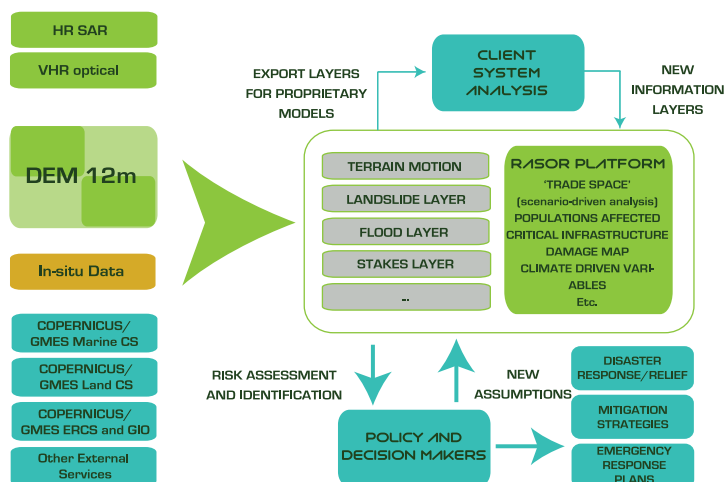 HR SAR
VHR optical
DEM 12m
In-situ Data
COPERNICUS/
GMES Marine CS
COPERNICUS/
GMES Land CS
COPERNICUS/
GMES ERCS and GIO
Other External
Services
EXPORT LAYERS
FOR PROPRIETARY
MODELS
CLIENT
SYSTEM
ANALYSIS
NEW
INFORMATION
LAYERS
TERRAIN MOTION
LANDSLIDE LAYER
FLOOD LAYER
STAKES LAYER
...
RASOR PLATFORM
'TRADE SPACE'
(scenario-driven analysis)
POPULATIONS AFFECTED
CRITICAL INFRASTRUCTURE
DAMAGE MAP
CLIMATE DRIVEN VARI-
ABLES
Etc.
RISK ASSESSMENT
AND IDENTIFICATION
NEW
ASSUMPTIONS
POLICY AND
DECISION MAKERS
DISASTER
RESPONSE/RELIEF
MITIGATION
STRATEGIES
EMERGENCY
RESPONSE
PLANS